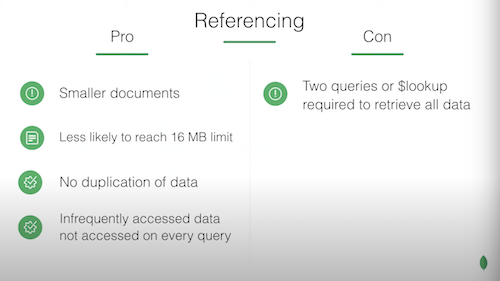 Referencing
Pro
Smaller documents
Less likely to reach 16 MB limit
No duplication of data
Infrequently accessed data
not accessed on every query
Con
Two queries or $lookup
required to retrieve all data